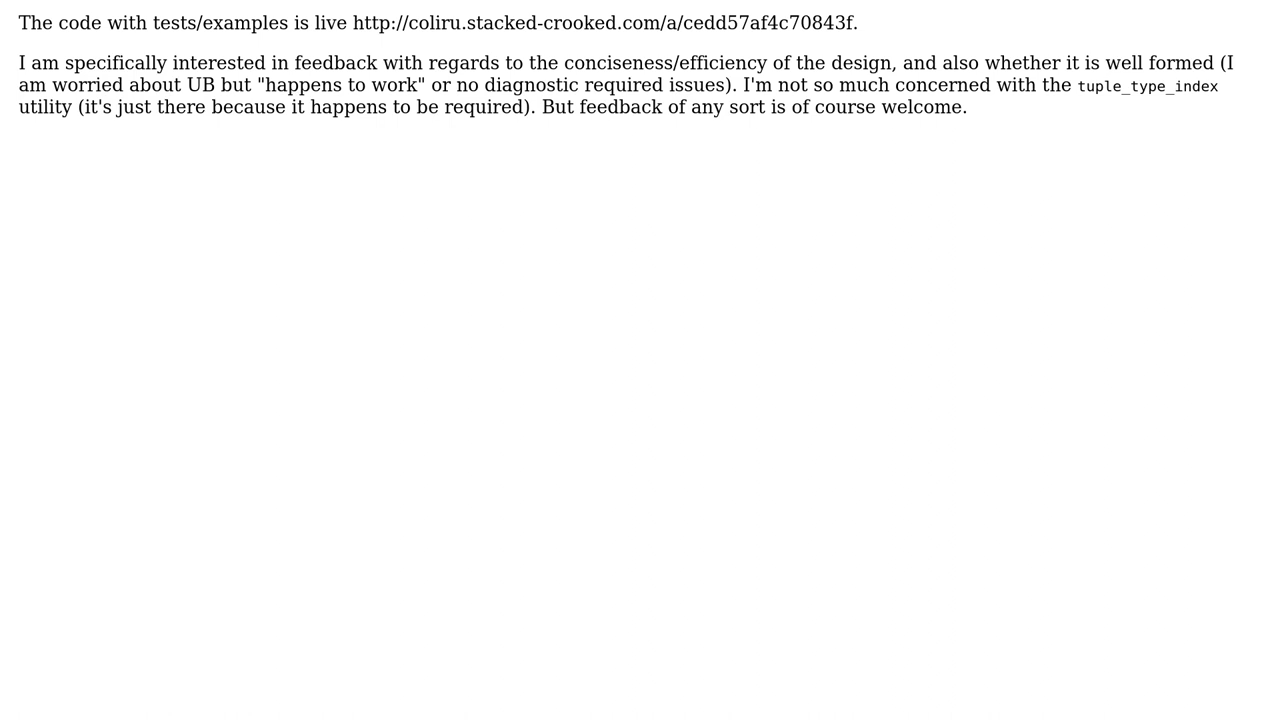 The code with tests/examples is live http://coliru.stacked-crooked.com/a/cedd57af4c70843f.
I am specifically interested in feedback with regards to the conciseness/efficiency of the design, and also whether it is well formed (I
am worried about UB but "happens to work" or no diagnostic required issues). I'm not so much concerned with the tuple_type_index
utility (it's just there because it happens to be required). But feedback of any sort is of course welcome.